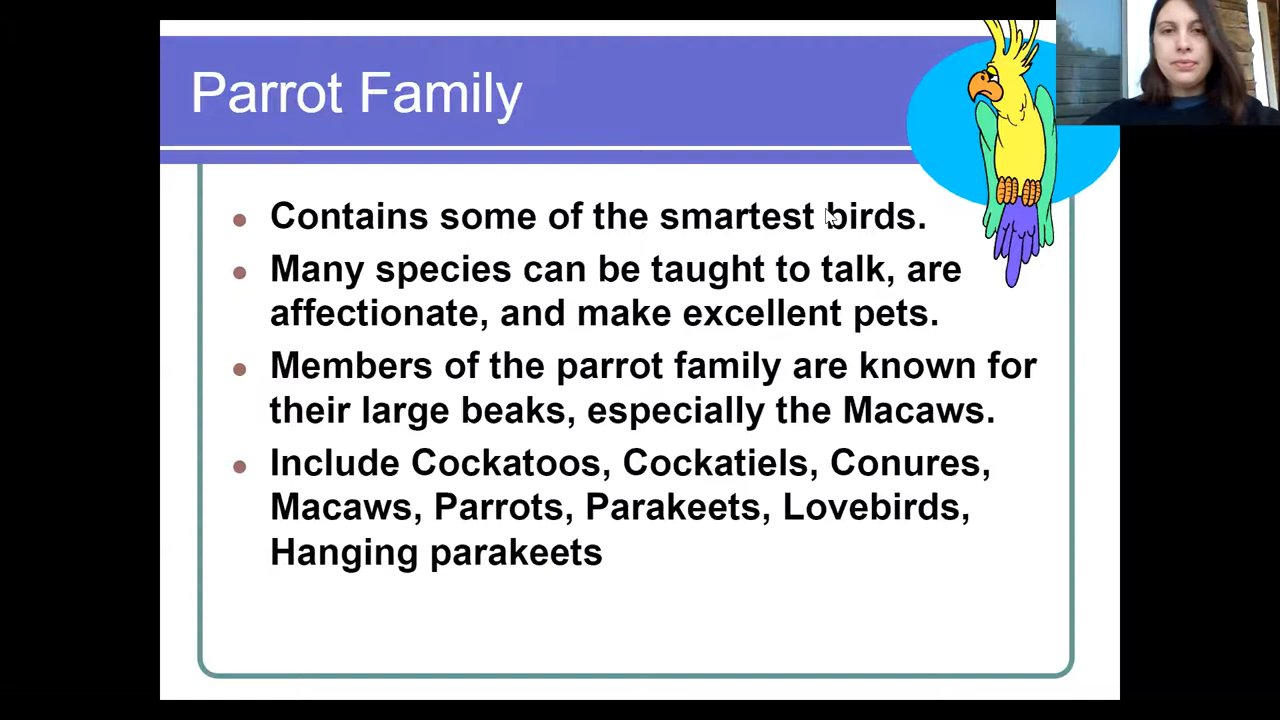 Parrot Family
Contains some of the smartest birds.
Many species can be taught to talk, are
affectionate, and make excellent pets.
Members of the parrot family are known for
their large beaks, especially the Macaws.
Include Cockatoos, Cockatiels, Conures,
Macaws, Parrots, Parakeets, Lovebirds,
Hanging parakeets